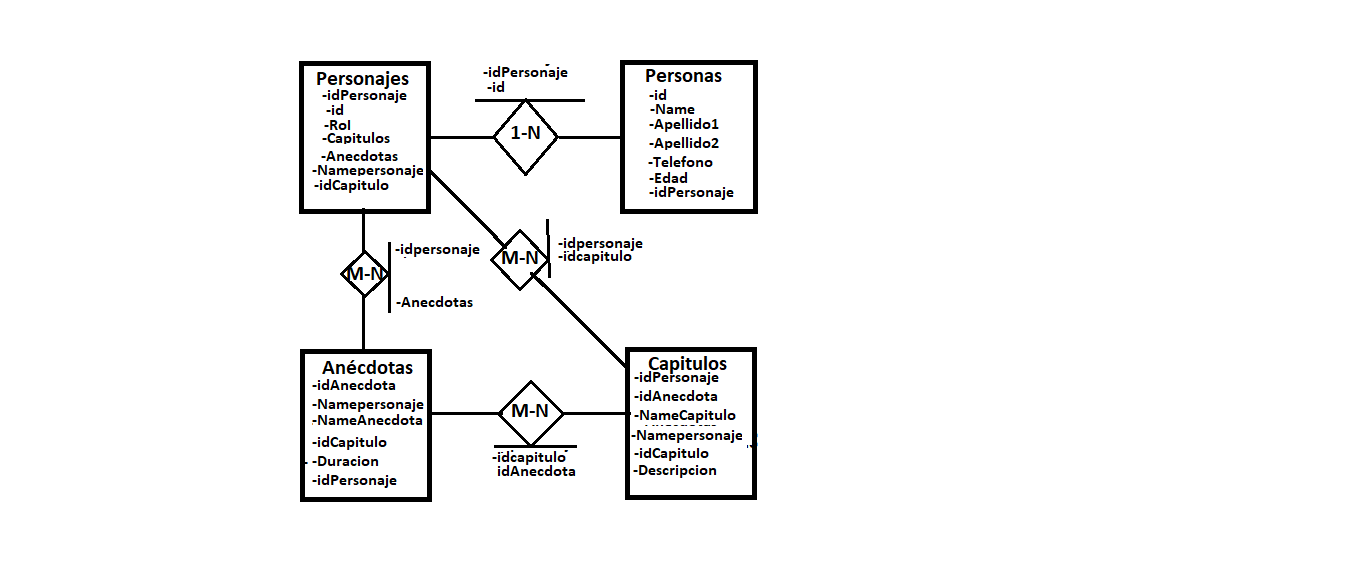 Personajes
-idPersonaje
-id
-Rol
-Capitulos
-Anecdotas
-Namepersonaje
-idCapitulo
-idPersonaje
-id
1-N
Personas
-id
-Name
-Apellido1
-Apellido2
-Telefono
-Edad
-idPersonaje
M-N
-idpersonaje
-Anecdotas
M-N
-idpersonaje
-idcapitulo
Anécdotas
-idAnecdota
-Namepersonaje
-NameAnecdota
-idCapitulo
-Duracion
-idPersonaje
M-N
-idcapitulo
idAnecdota
Capitulos
-idPersonaje
-idAnecdota
-NameCapitulo
-Namepersonaje
-idCapitulo
-Descripcion